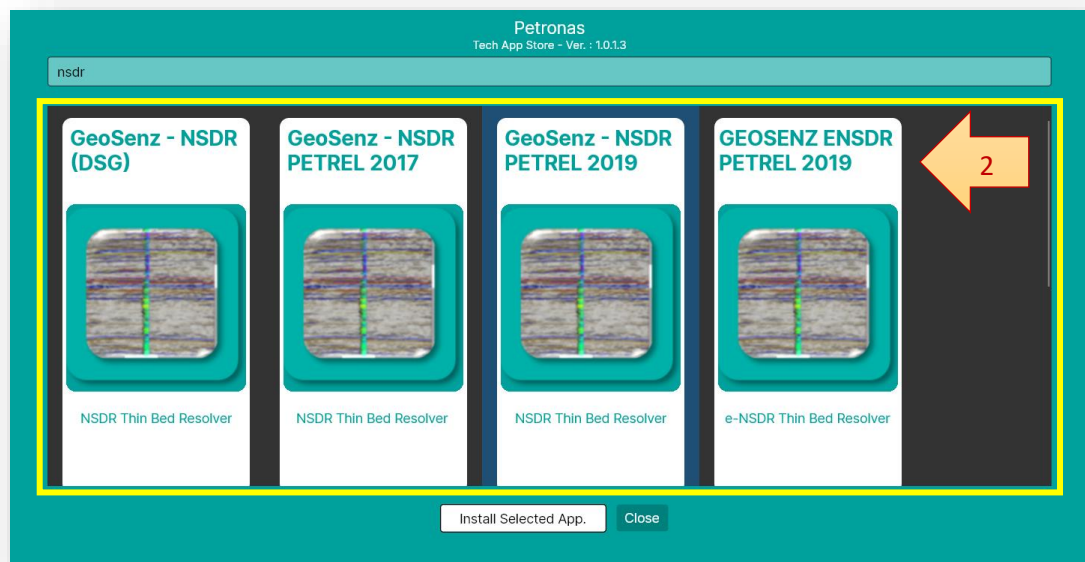 Petronas
Tech App Store - Ver. : 1.0.1.3
nsdr
GeoSenz - NSDR
(DSG)
NSDR Thin Bed Resolver
GeoSenz - NSDR
PETREL 2017
NSDR Thin Bed Resolver
GeoSenz - NSDR
PETREL 2019
NSDR Thin Bed Resolver
GEOSENZ ENSDR
PETREL 2019
e-NSDR Thin Bed Resolver
2
Install Selected App.
Close